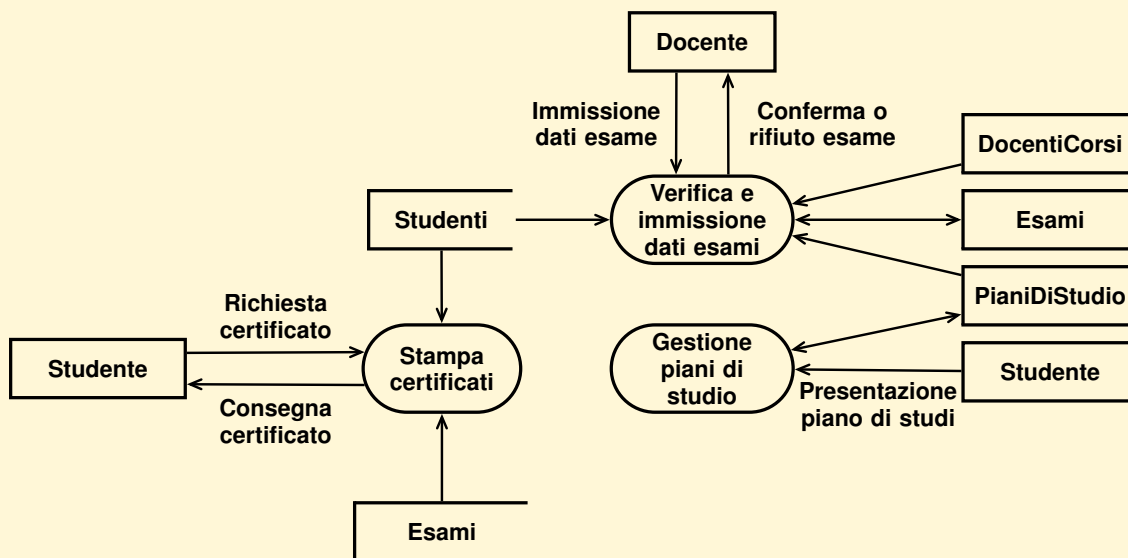 Docente
Immissione
dati esame
Conferma o
rifiuto esame
DocentiCorsi
Studenti
Verifica e
immissione
dati esami
Esami
PianiDiStudio
Richiesta
certificato
Studente
Stampa
certificati
Gestione
piani di
studio
Studente
Presentazione
piano di studi
Consegna
certificato
Esami